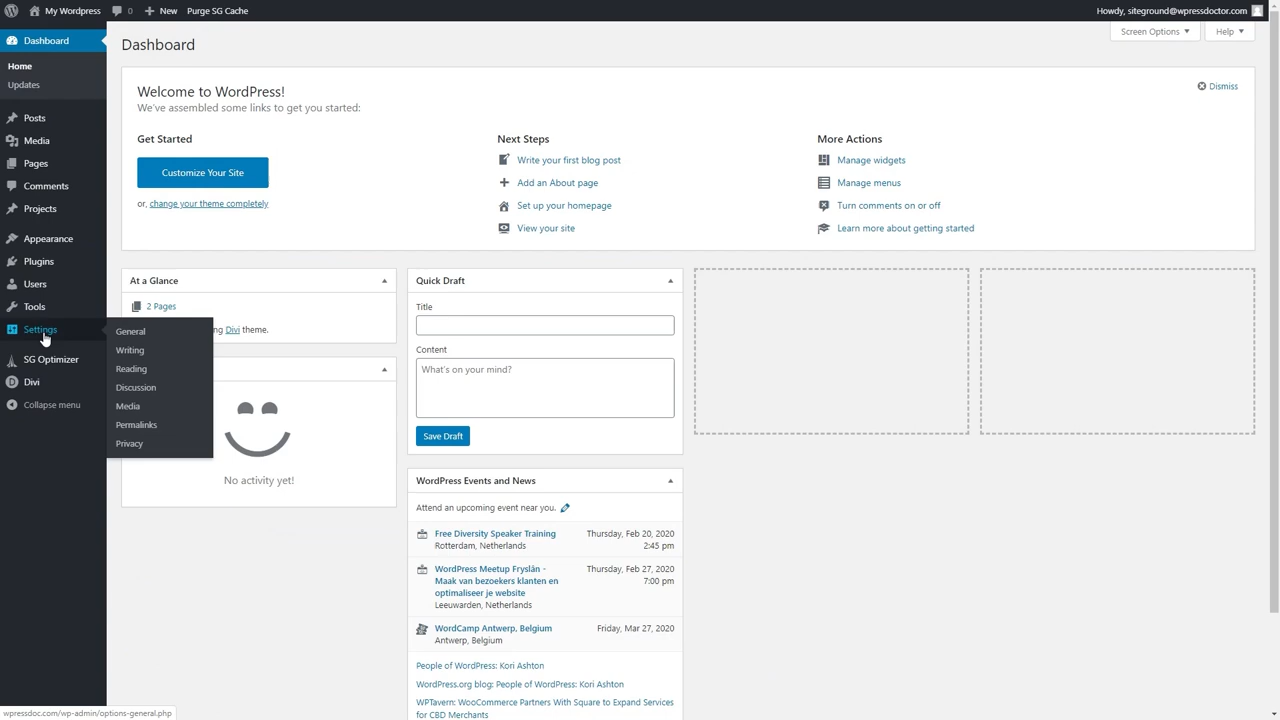 My Wordpress 0 New Purge SG Cache Howdy, siteground@wpressdoctor.com
Dashboard
Home
Updates
Posts
Media
Pages
Comments
Projects
Appearance
Plugins
Users
Tools
Settings
SG Optimizer
Divi
Collapse menu
General
Writing
Reading
Discussion
Media
Permalinks
Privacy
Dashboard
Screen Options
Help
Welcome to WordPress!
We've assembled some links to get you started:
Dismiss
Get Started
Customize Your Site
or, change your theme completely
Next Steps
Write your first blog post
Add an About page
Set up your homepage
View your site
More Actions
Manage widgets
Manage menus
Turn comments on or off
Learn more about getting started
At a Glance
2 Pages
ng Divi theme.
No activity yet!
Quick Draft
Title
Content
What's on your mind?
Save Draft
WordPress Events and News
Attend an upcoming event near you.
Free Diversity Speaker Training Thursday, Feb 20, 2020
Rotterdam, Netherlands 2:45 pm
WordPress Meetup Fryslân - Thursday, Feb 27, 2020
Maak van bezoekers klanten en 7:00 pm
optimaliseer je website
Leeuwarden, Netherlands
WordCamp Antwerp, Belgium Friday, Mar 27, 2020
Antwerp, Belgium
People of WordPress: Kori Ashton
WordPress.org blog: People of WordPress: Kori Ashton
WPTavern: WooCommerce Partners With Square to Expand Services
for CBD Merchants
wpressdoc.com/wp-admin/options-general.php